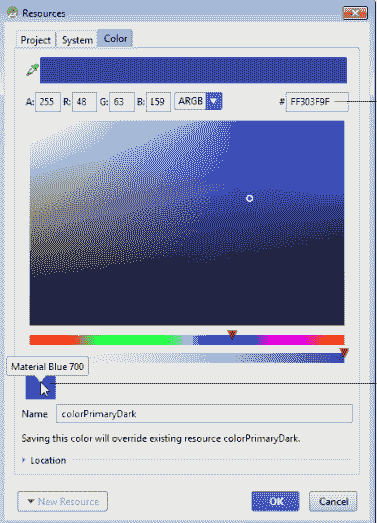 Resources
Project System Color
A: 255 R: 48 G: 63 B: 159 ARGB # FF303F9F
Material Blue 700
Name colorPrimaryDark
Saving this color will override existing resource colorPrimaryDark.
Location
New Resource OK Cancel